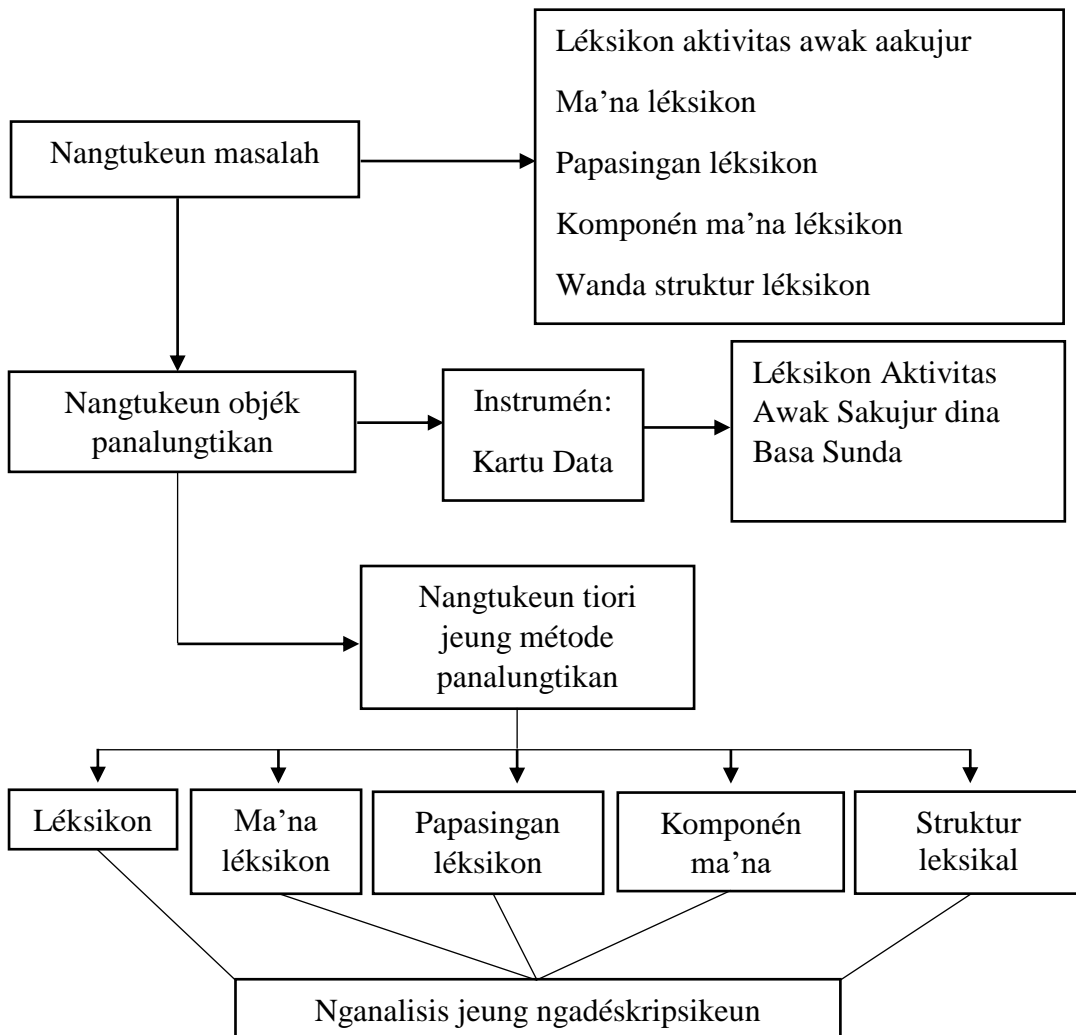 Léksikon aktivitas awak aakujur
Ma’na léksikon
Papasingan léksikon
Komponén ma’na léksikon
Wanda struktur léksikon
Nangtukeun masalah
Nangtukeun objék
panalungtikan
Instrumén:
Kartu Data
Léksikon Aktivitas
Awak Sakujur dina
Basa Sunda
Nangtukeun tiori
jeung métode
panalungtikan
Léksikon
Ma’na
léksikon
Papasingan
léksikon
Komponén
ma’na
Struktur
leksikal
Nganalisis jeung ngadéskripsikeun